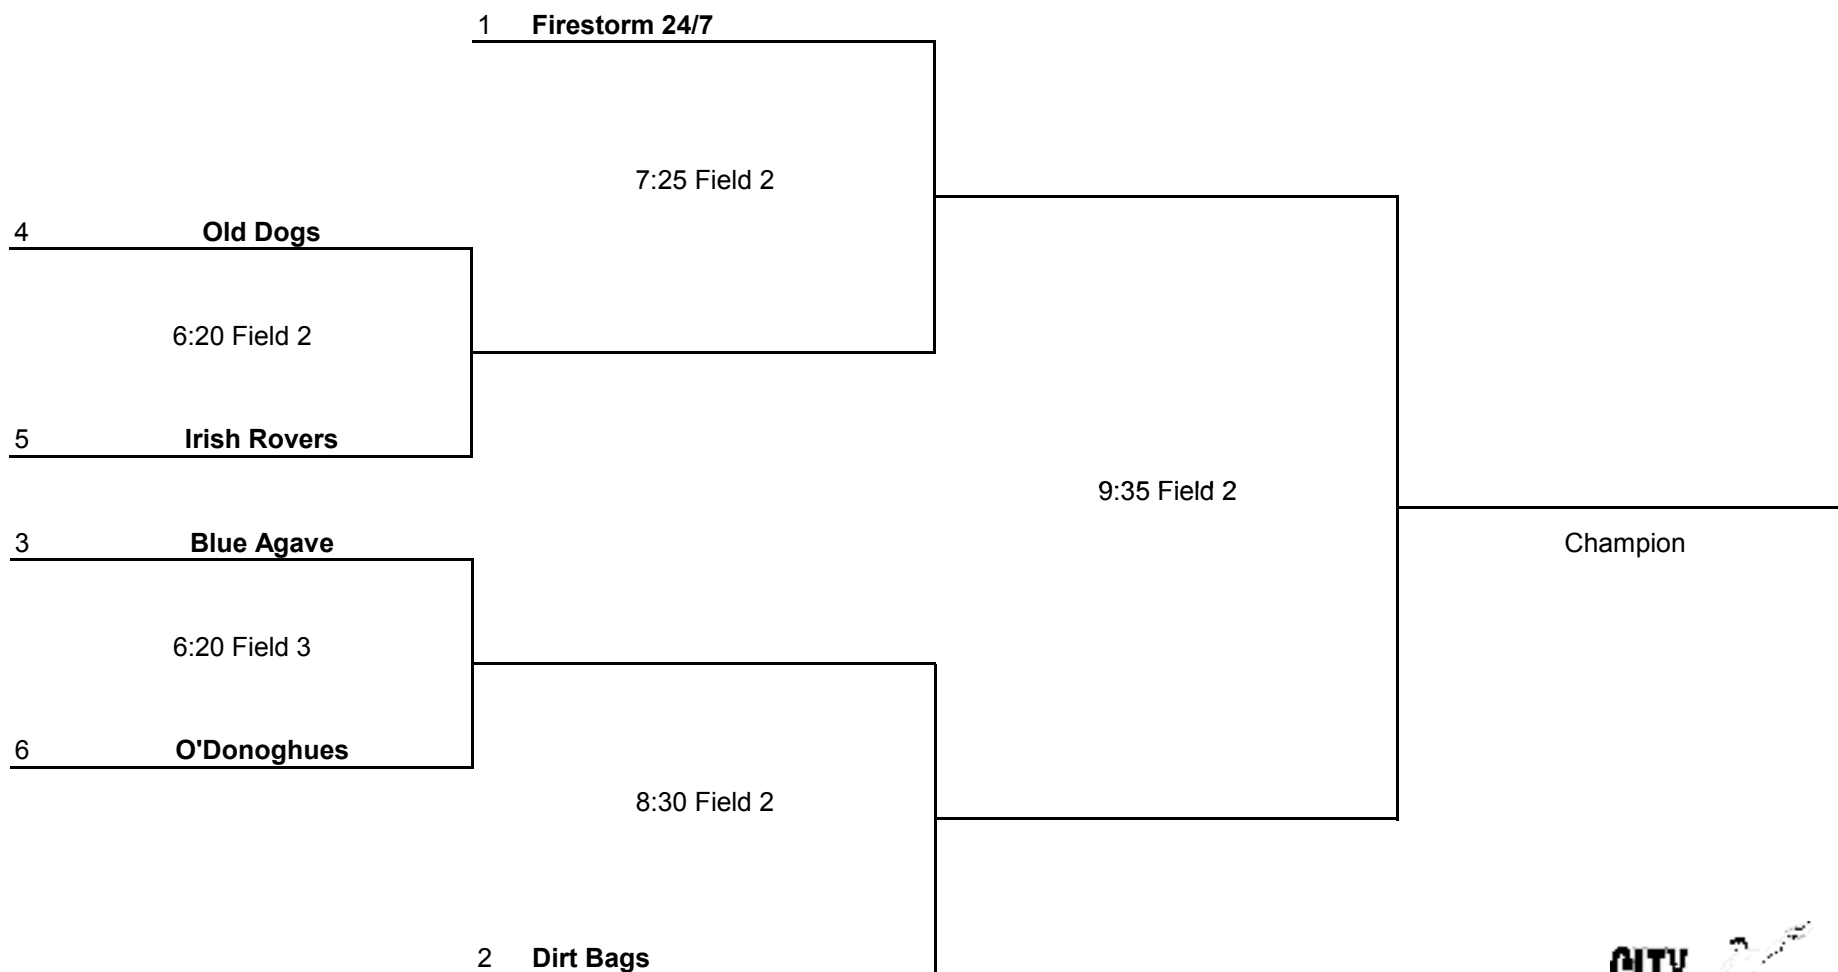 1 Firestorm 24/7
7:25 Field 2
4 Old Dogs
6:20 Field 2
5 Irish Rovers
9:35 Field 2
3 Blue Agave
Champion
6:20 Field 3
6 O'Donoghues
8:30 Field 2
2 Dirt Bags
CITY